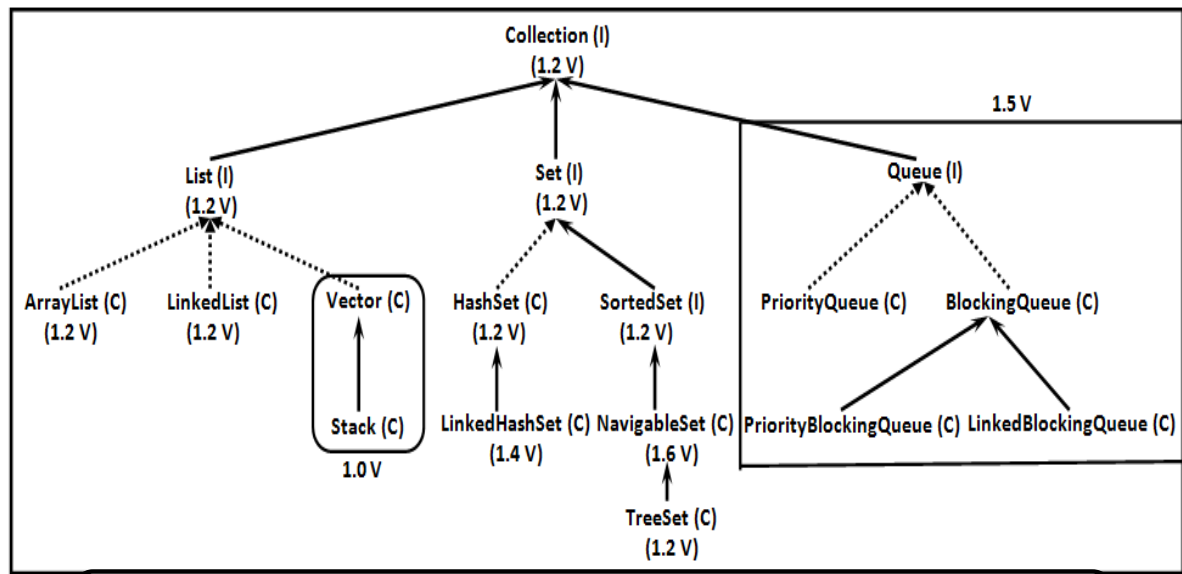 Collection (I)
(1.2 V)
1.5 V
List (I)
(1.2 V)
Set (I)
(1.2 V)
Queue (I)
ArrayList (C)
(1.2 V)
LinkedList (C)
(1.2 V)
Vector (C)
HashSet (C)
(1.2 V)
SortedSet (I)
(1.2 V)
PriorityQueue (C)
BlockingQueue (C)
Stack (C)
1.0 V
LinkedHashSet (C)
(1.4 V)
NavigableSet (C)
(1.6 V)
PriorityBlockingQueue (C)
LinkedBlockingQueue (C)
TreeSet (C)
(1.2 V)